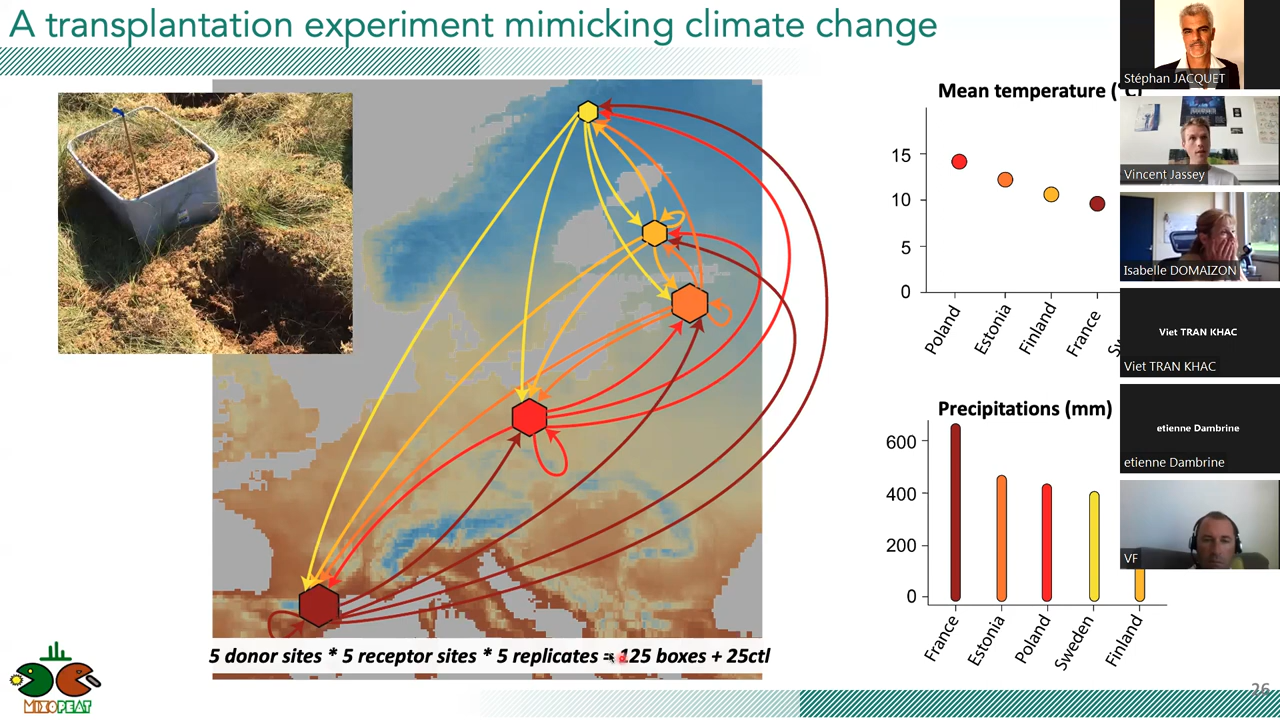 A transplantation experiment mimicking climate change
Mean temperature (°C)
15
10
5
0
Poland
Estonia
Finland
France
Precipitations (mm)
600
400
200
0
France
Estonia
Poland
Sweden
Finland
5 donor sites * 5 receptor sites * 5 replicates = 125 boxes + 25ctl
MIXOPEAT
26
Stéphan JACQUET
Vincent Jassey
Isabelle DOMAIZON
Viet TRAN KHAC
Viet TRAN KHAC
etienne Dambrine
etienne Dambrine
VF